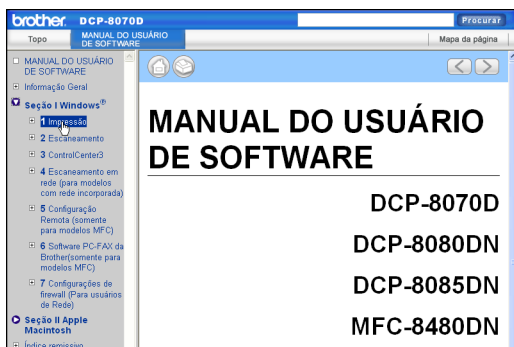 brother DCP-8070D
Procurar
Topo
MANUAL DO USUÁRIO
DE SOFTWARE
Mapa da página
MANUAL DO USUÁRIO
DE SOFTWARE
Informação Geral
Seção I Windows®
1 Impressão
2 Escaneamento
3 ControlCenter3
4 Escaneamento em
rede (para modelos
com rede incorporada)
5 Configuração
Remota (somente
para modelos MFC)
6 Software PC-FAX da
Brother(somente para
modelos MFC)
7 Configurações de
firewall (Para usuários
de Rede)
Seção II Apple
Macintosh
Índice remissivo
MANUAL DO USUÁRIO
DE SOFTWARE
DCP-8070D
DCP-8080DN
DCP-8085DN
MFC-8480DN